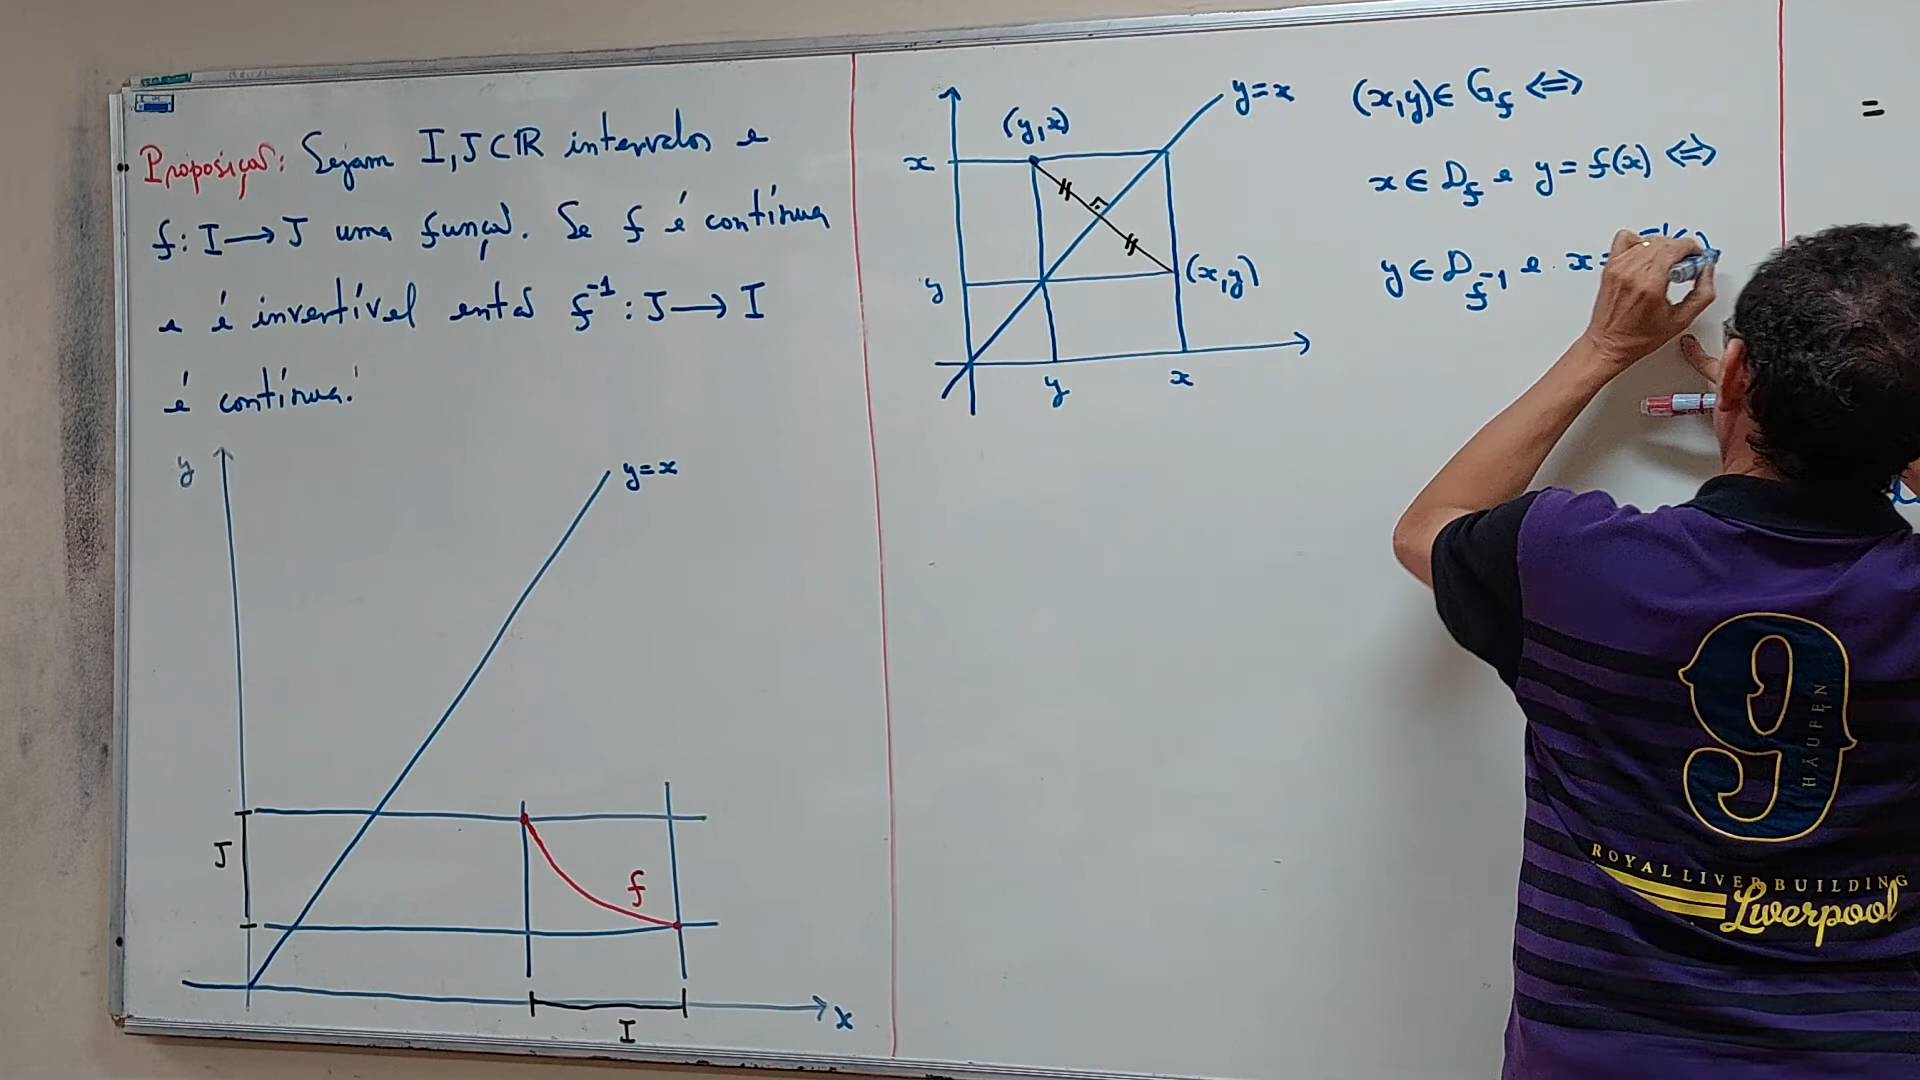 Proposição: Sejam I, J ⊂ ℝ intervalos e
f: I → J uma função. Se f é contínua
e é invertível então f⁻¹: J → I
é contínua.
y
y=x
J
f
I
x
y=x
(y,x)
x
y
(x,y)
y
x
(x,y) ∈ G_f ⇔
x ∈ D_f e y = f(x) ⇔
y ∈ D_f⁻¹ e x =
=
9
HÄUFEN
ROYAL LIVER BUILDING
Liverpool